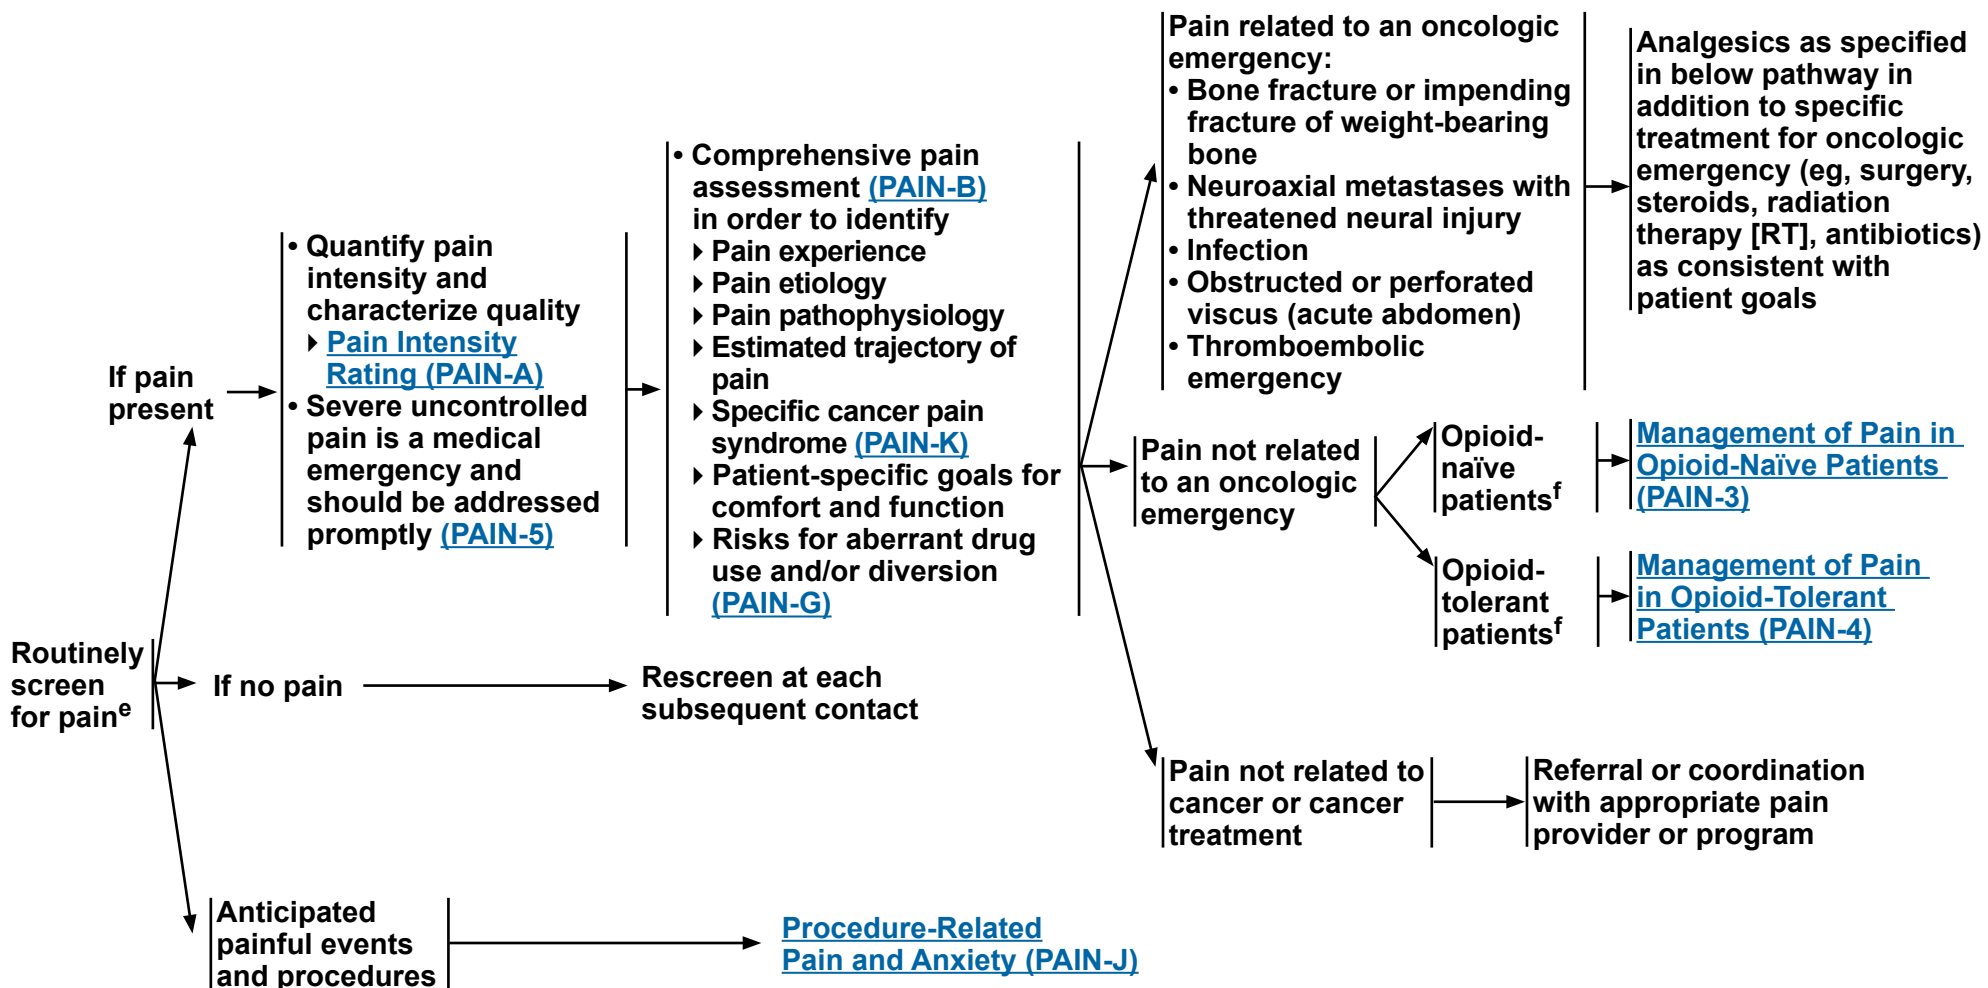 Routinely
screen
for painᵉ
If pain
present
• Quantify pain
intensity and
characterize quality
▸ Pain Intensity
Rating (PAIN-A)
• Severe uncontrolled
pain is a medical
emergency and
should be addressed
promptly (PAIN-5)
• Comprehensive pain
assessment (PAIN-B)
in order to identify
▸ Pain experience
▸ Pain etiology
▸ Pain pathophysiology
▸ Estimated trajectory of
pain
▸ Specific cancer pain
syndrome (PAIN-K)
▸ Patient-specific goals for
comfort and function
▸ Risks for aberrant drug
use and/or diversion
(PAIN-G)
Pain related to an oncologic
emergency:
• Bone fracture or impending
fracture of weight-bearing
bone
• Neuroaxial metastases with
threatened neural injury
• Infection
• Obstructed or perforated
viscus (acute abdomen)
• Thromboembolic
emergency
Analgesics as specified
in below pathway in
addition to specific
treatment for oncologic
emergency (eg, surgery,
steroids, radiation
therapy [RT], antibiotics)
as consistent with
patient goals
Pain not related
to an oncologic
emergency
Opioid-
naïve
patientsᶠ
Management of Pain in
Opioid-Naïve Patients
(PAIN-3)
Opioid-
tolerant
patientsᶠ
Management of Pain
in Opioid-Tolerant
Patients (PAIN-4)
Pain not related to
cancer or cancer
treatment
Referral or coordination
with appropriate pain
provider or program
If no pain
Rescreen at each
subsequent contact
Anticipated
painful events
and procedures
Procedure-Related
Pain and Anxiety (PAIN-J)